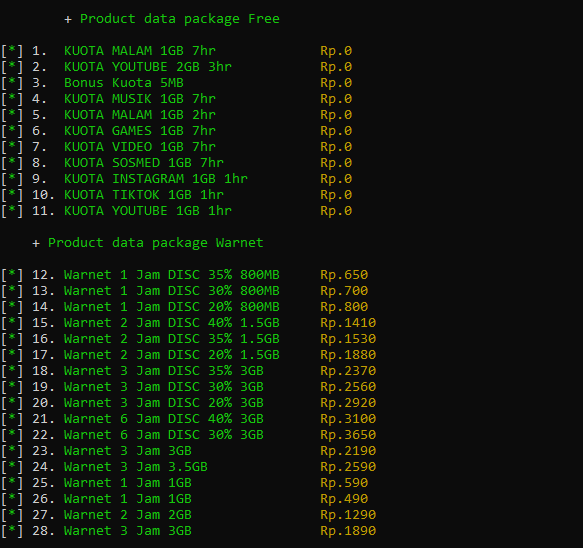 + Product data package Free
[*] 1. KUOTA MALAM 1GB 7hr Rp.0
[*] 2. KUOTA YOUTUBE 2GB 3hr Rp.0
[*] 3. Bonus Kuota 5MB Rp.0
[*] 4. KUOTA MUSIK 1GB 7hr Rp.0
[*] 5. KUOTA MALAM 1GB 2hr Rp.0
[*] 6. KUOTA GAMES 1GB 7hr Rp.0
[*] 7. KUOTA VIDEO 1GB 7hr Rp.0
[*] 8. KUOTA SOSMED 1GB 7hr Rp.0
[*] 9. KUOTA INSTAGRAM 1GB 1hr Rp.0
[*] 10. KUOTA TIKTOK 1GB 1hr Rp.0
[*] 11. KUOTA YOUTUBE 1GB 1hr Rp.0
+ Product data package Warnet
[*] 12. Warnet 1 Jam DISC 35% 800MB Rp.650
[*] 13. Warnet 1 Jam DISC 30% 800MB Rp.700
[*] 14. Warnet 1 Jam DISC 20% 800MB Rp.800
[*] 15. Warnet 2 Jam DISC 40% 1.5GB Rp.1410
[*] 16. Warnet 2 Jam DISC 35% 1.5GB Rp.1530
[*] 17. Warnet 2 Jam DISC 20% 1.5GB Rp.1880
[*] 18. Warnet 3 Jam DISC 35% 3GB Rp.2370
[*] 19. Warnet 3 Jam DISC 30% 3GB Rp.2560
[*] 20. Warnet 3 Jam DISC 20% 3GB Rp.2920
[*] 21. Warnet 6 Jam DISC 40% 3GB Rp.3100
[*] 22. Warnet 6 Jam DISC 30% 3GB Rp.3650
[*] 23. Warnet 3 Jam 3GB Rp.2190
[*] 24. Warnet 3 Jam 3.5GB Rp.2590
[*] 25. Warnet 1 Jam 1GB Rp.590
[*] 26. Warnet 1 Jam 1GB Rp.490
[*] 27. Warnet 2 Jam 2GB Rp.1290
[*] 28. Warnet 3 Jam 3GB Rp.1890